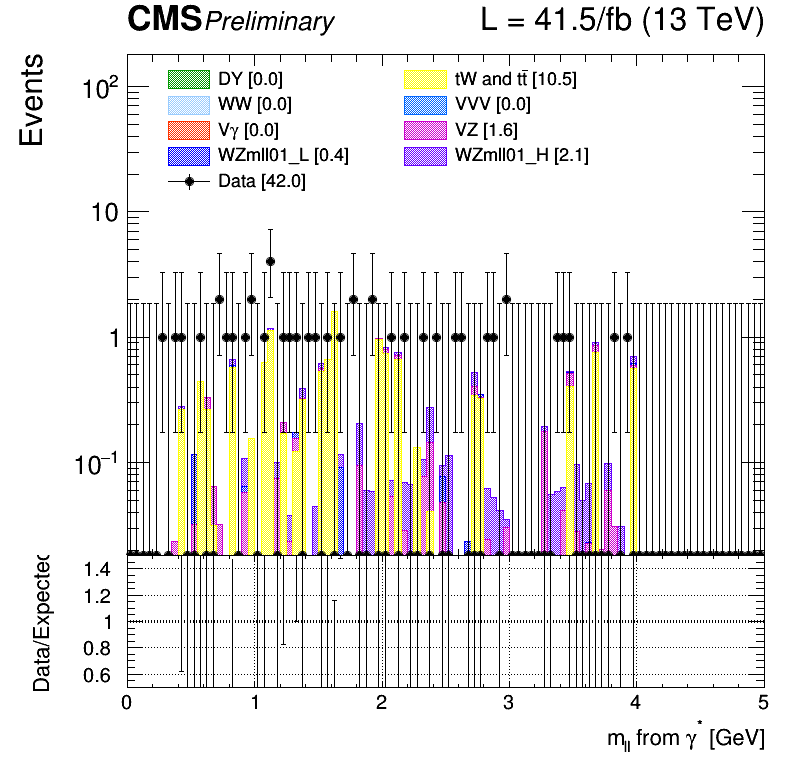 CMS Preliminary L = 41.5/fb (13 TeV)
Events
DY [0.0] tW and tt̄ [10.5]
WW [0.0] VVV [0.0]
Vγ [0.0] VZ [1.6]
WZmll01_L [0.4] WZmll01_H [2.1]
Data [42.0]
10²
10
1
10⁻¹
Data/Expected
1.4
1.2
1
0.8
0.6
0 1 2 3 4 5
m_ll from γ* [GeV]